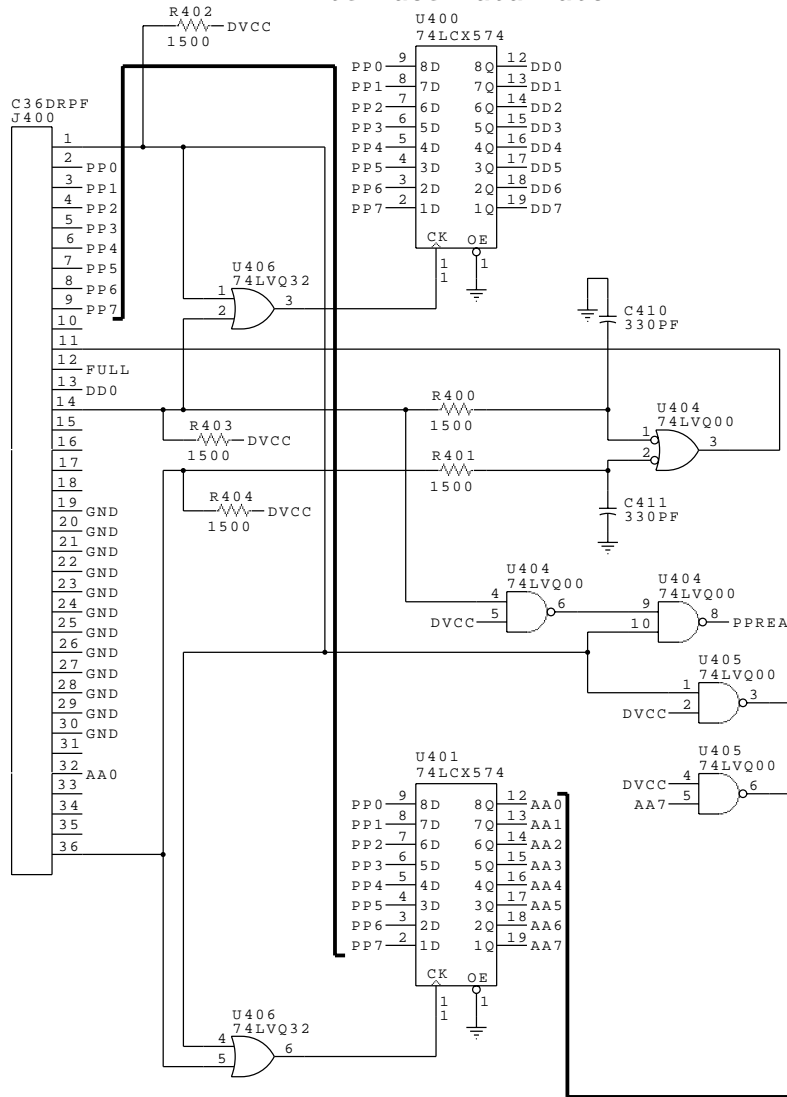 R402
DVCC
1500
C36DRPF
J400
1
2 PP0
3 PP1
4 PP2
5 PP3
6 PP4
7 PP5
8 PP6
9 PP7
10
11
12 FULL
13 DD0
14
15
16
17
18
19 GND
20 GND
21 GND
22 GND
23 GND
24 GND
25 GND
26 GND
27 GND
28 GND
29 GND
30 GND
31
32 AA0
33
34
35
36
U400
74LCX574
PP0 9 8D 8Q 12 DD0
PP1 8 7D 7Q 13 DD1
PP2 7 6D 6Q 14 DD2
PP3 6 5D 5Q 15 DD3
PP4 5 4D 4Q 16 DD4
PP5 4 3D 3Q 17 DD5
PP6 3 2D 2Q 18 DD6
PP7 2 1D 1Q 19 DD7
CK OE
1 1
1
U406
74LVQ32
1
2
3
C410
330PF
R400
1500
U404
74LVQ00
1
2
3
R403
DVCC
1500
R401
1500
R404
DVCC
1500
C411
330PF
U404
74LVQ00
4
DVCC 5
6
U404
74LVQ00
9
10
8 PPREA
U405
74LVQ00
1
DVCC 2
3
U405
74LVQ00
DVCC 4
AA7 5
6
U401
74LCX574
PP0 9 8D 8Q 12 AA0
PP1 8 7D 7Q 13 AA1
PP2 7 6D 6Q 14 AA2
PP3 6 5D 5Q 15 AA3
PP4 5 4D 4Q 16 AA4
PP5 4 3D 3Q 17 AA5
PP6 3 2D 2Q 18 AA6
PP7 2 1D 1Q 19 AA7
CK OE
1 1
1
U406
74LVQ32
4
5
6